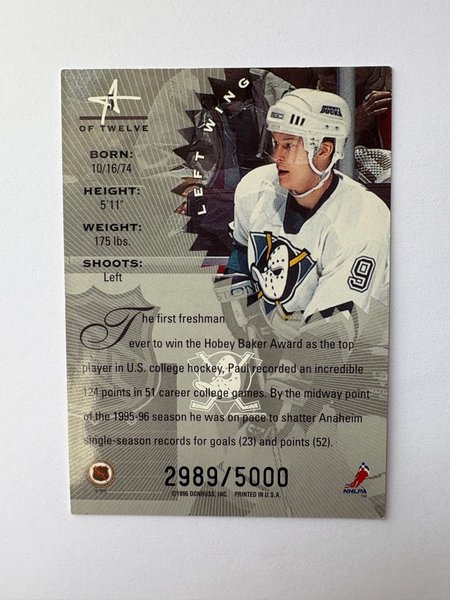 4
OF TWELVE
LEFT WING
BORN:
10/16/74
HEIGHT:
5'11"
WEIGHT:
175 lbs.
SHOOTS:
Left
9
The first freshman
ever to win the Hobey Baker Award as the top
player in U.S. college hockey, Paul recorded an incredible
124 points in 51 career college games. By the midway point
of the 1995-96 season he was on pace to shatter Anaheim
single-season records for goals (23) and points (52).
2989/5000
©1996 DONRUSS, INC. PRINTED IN U.S.A.
NHLPA